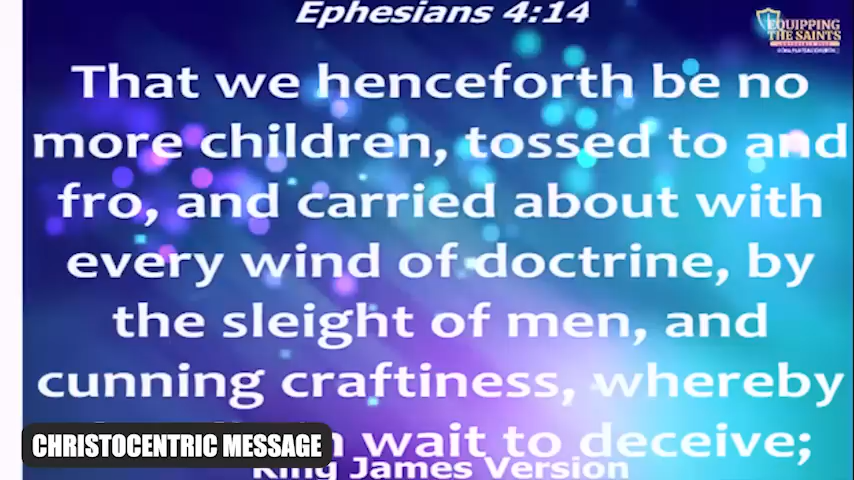 Ephesians 4:14
EQUIPPING
THE SAINTS
That we henceforth be no
more children, tossed to and
fro, and carried about with
every wind of doctrine, by
the sleight of men, and
cunning craftiness, whereby
wait to deceive;
CHRISTOCENTRIC MESSAGE
King James Version